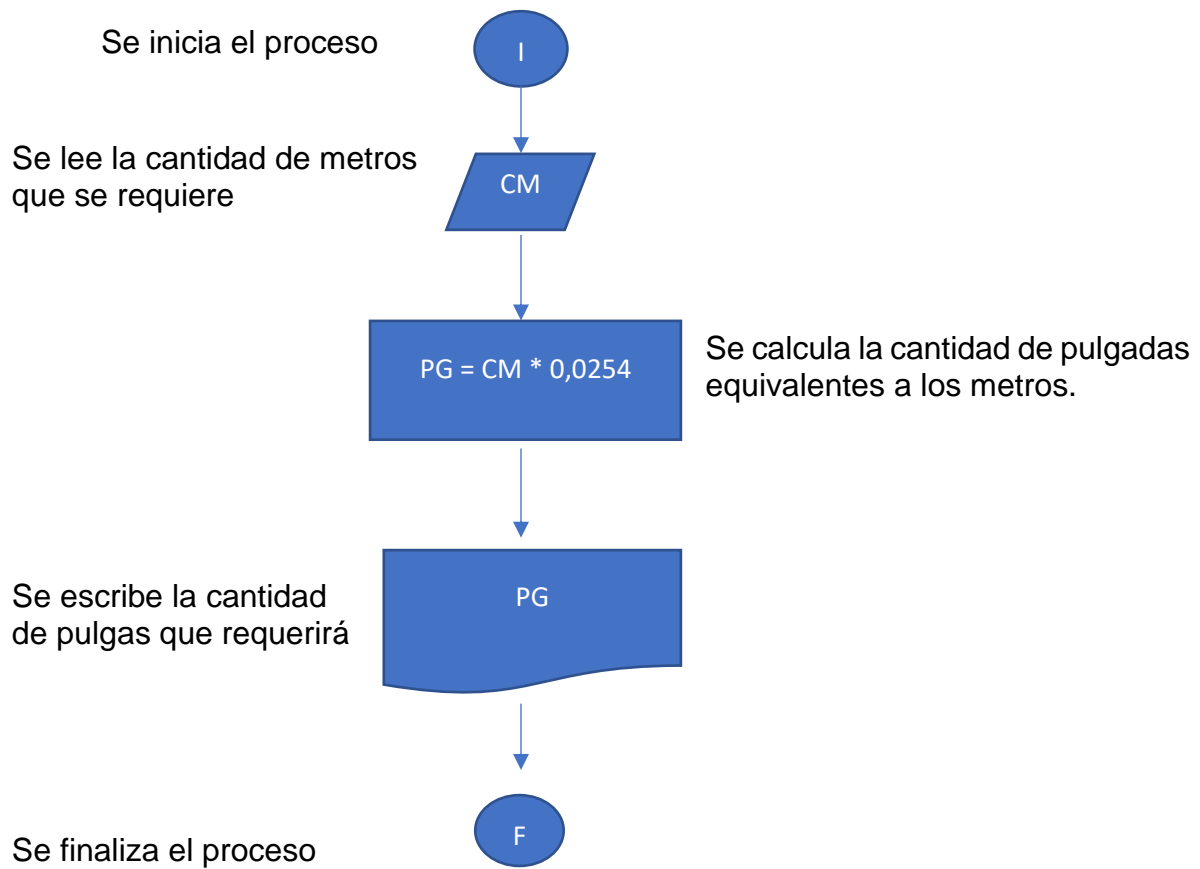 Se inicia el proceso
I
Se lee la cantidad de metros
que se requiere
CM
PG = CM * 0,0254
Se calcula la cantidad de pulgadas
equivalentes a los metros.
Se escribe la cantidad
de pulgas que requerirá
PG
F
Se finaliza el proceso